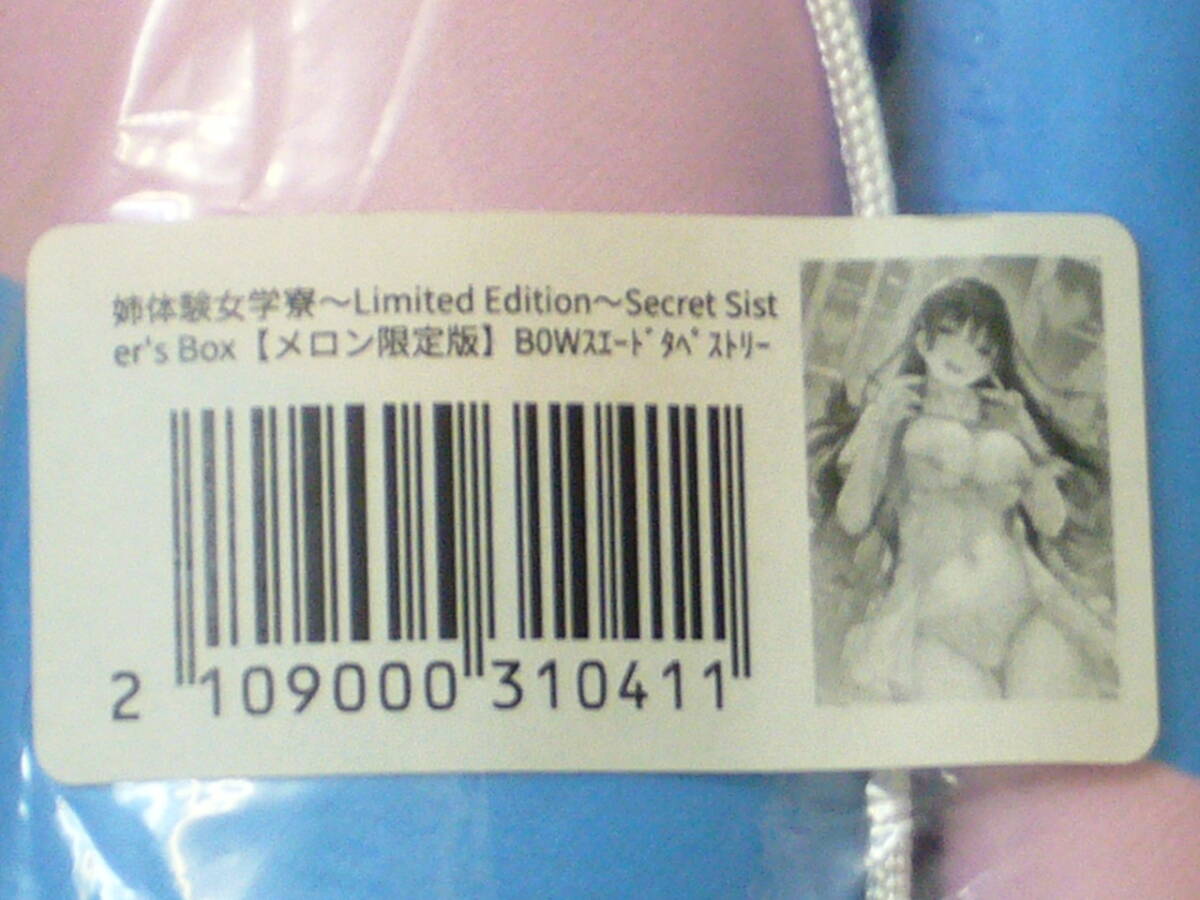 姉体験女学寮～Limited Edition～Secret Sist
er's Box【メロン限定版】B0Wｽｴｰﾄﾞﾀﾍﾟｽﾄﾘｰ
2 109000 310411